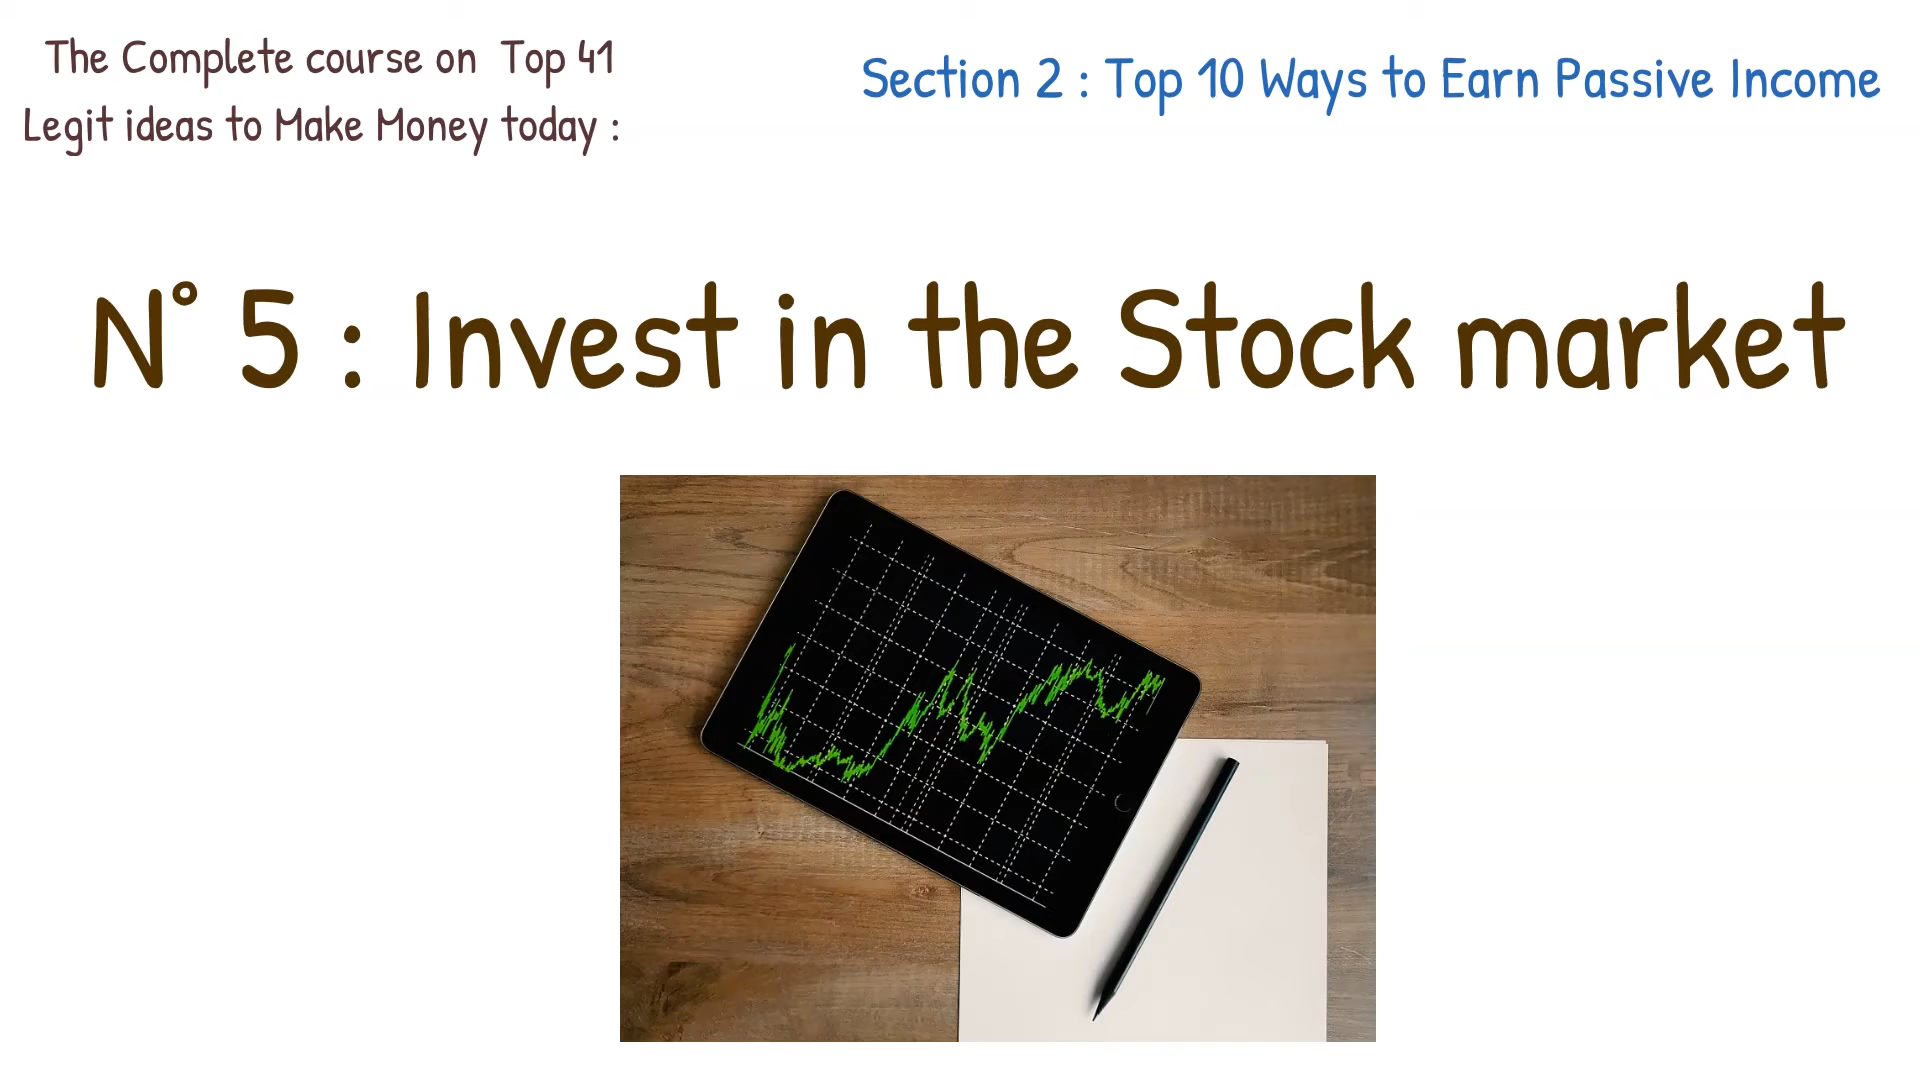 The Complete course on Top 41
Legit ideas to Make Money today :
Section 2 : Top 10 Ways to Earn Passive Income
N° 5 : Invest in the Stock market